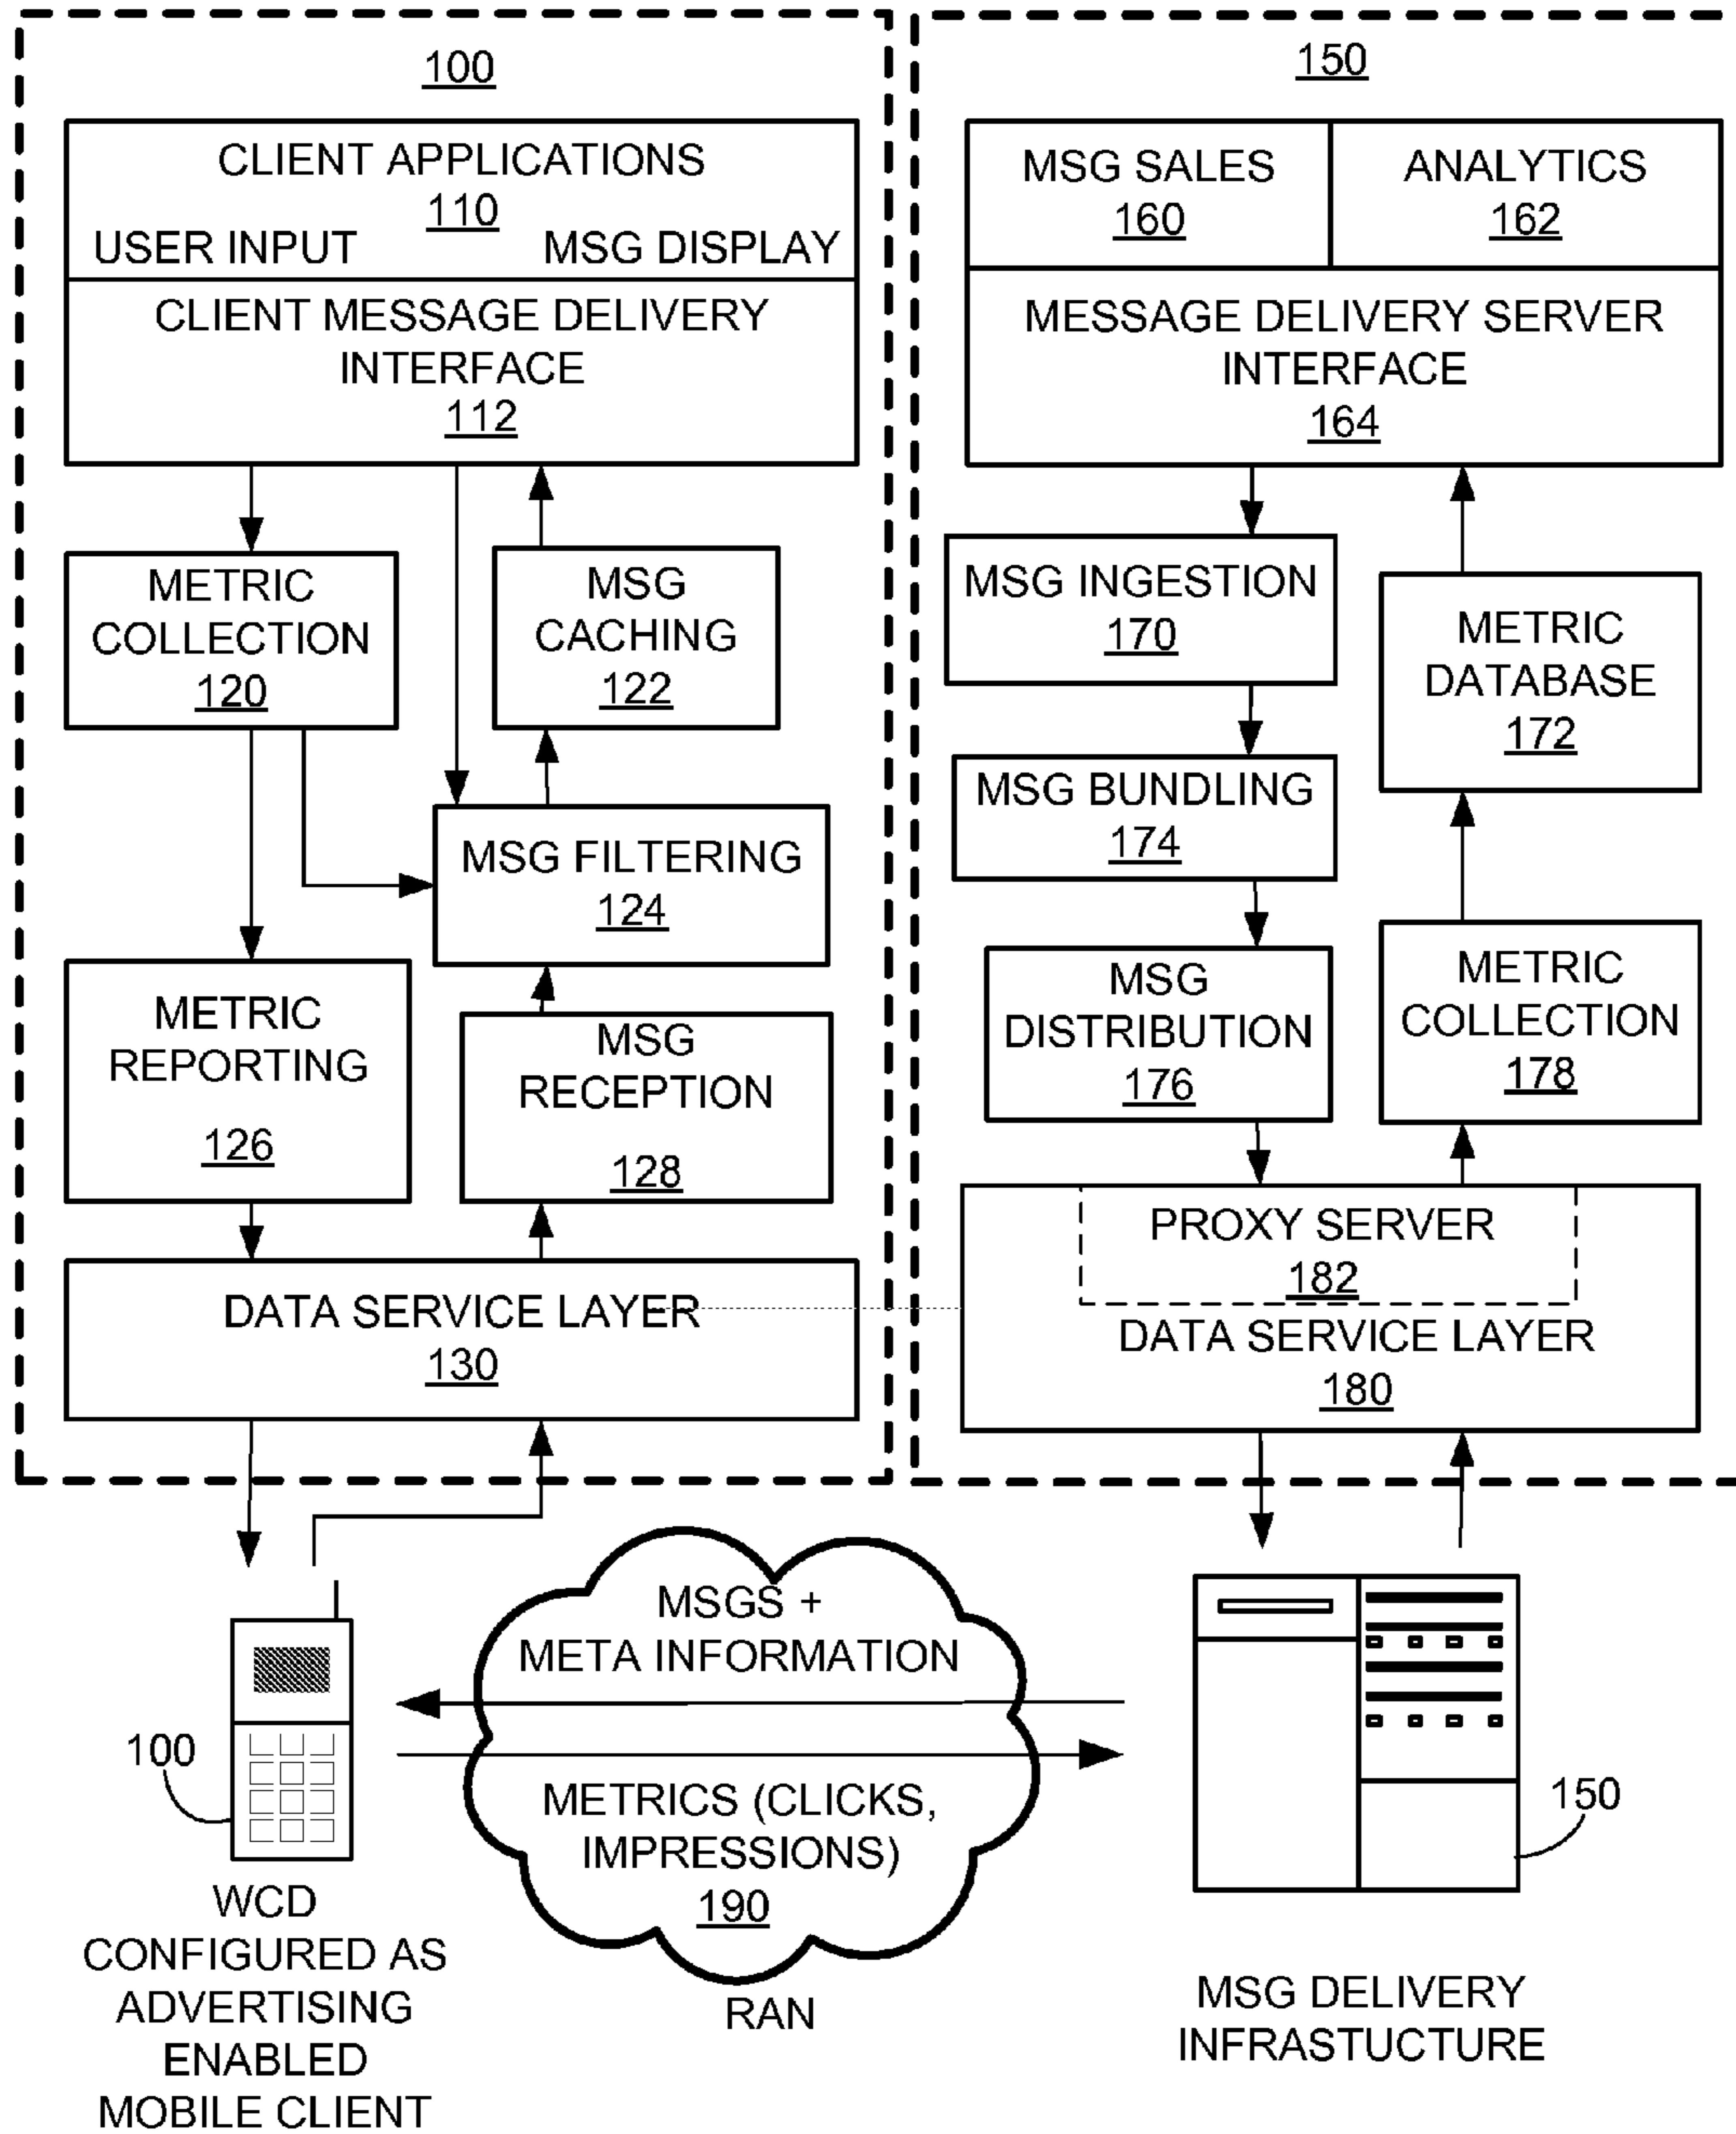 100
CLIENT APPLICATIONS
110
USER INPUT
MSG DISPLAY
CLIENT MESSAGE DELIVERY
INTERFACE
112
METRIC
COLLECTION
120
MSG
CACHING
122
MSG FILTERING
124
METRIC
REPORTING
126
MSG
RECEPTION
128
DATA SERVICE LAYER
130
150
MSG SALES
160
ANALYTICS
162
MESSAGE DELIVERY SERVER
INTERFACE
164
MSG INGESTION
170
METRIC
DATABASE
172
MSG BUNDLING
174
MSG
DISTRIBUTION
176
METRIC
COLLECTION
178
PROXY SERVER
182
DATA SERVICE LAYER
180
100
WCD
CONFIGURED AS
ADVERTISING
ENABLED
MOBILE CLIENT
MSGS +
META INFORMATION
METRICS (CLICKS,
IMPRESSIONS)
190
RAN
150
MSG DELIVERY
INFRASTUCTURE